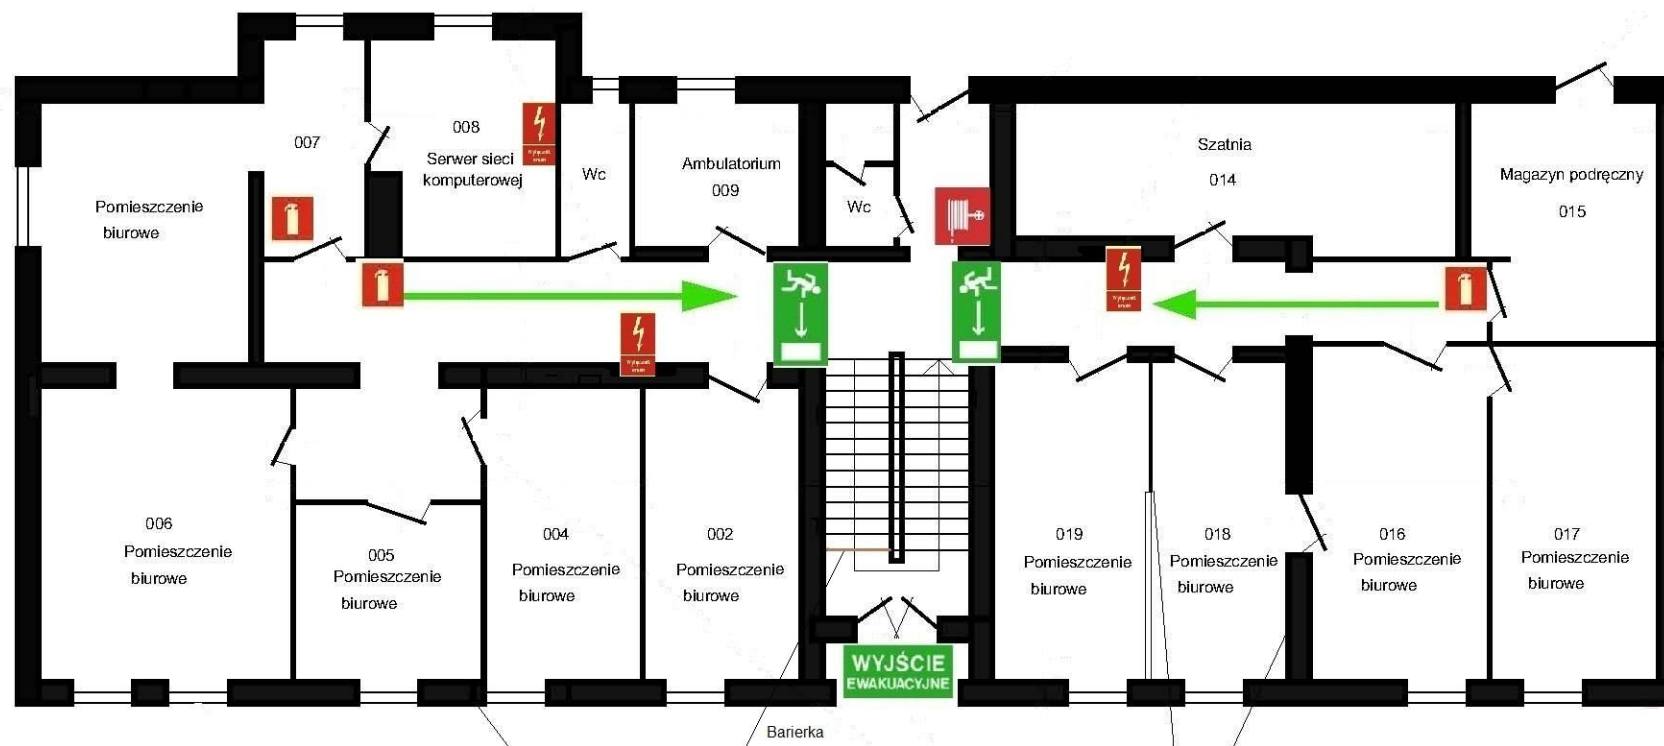 007
008
Serwer sieci
komputerowej
Wc
Ambulatorium
009
Wc
Szatnia
014
Magazyn podręczny
015
Pomieszczenie
biurowe
006
Pomieszczenie
biurowe
005
Pomieszczenie
biurowe
004
Pomieszczenie
biurowe
002
Pomieszczenie
biurowe
019
Pomieszczenie
biurowe
018
Pomieszczenie
biurowe
016
Pomieszczenie
biurowe
017
Pomieszczenie
biurowe
WYJŚCIE
EWAKUACYJNE
Barierka